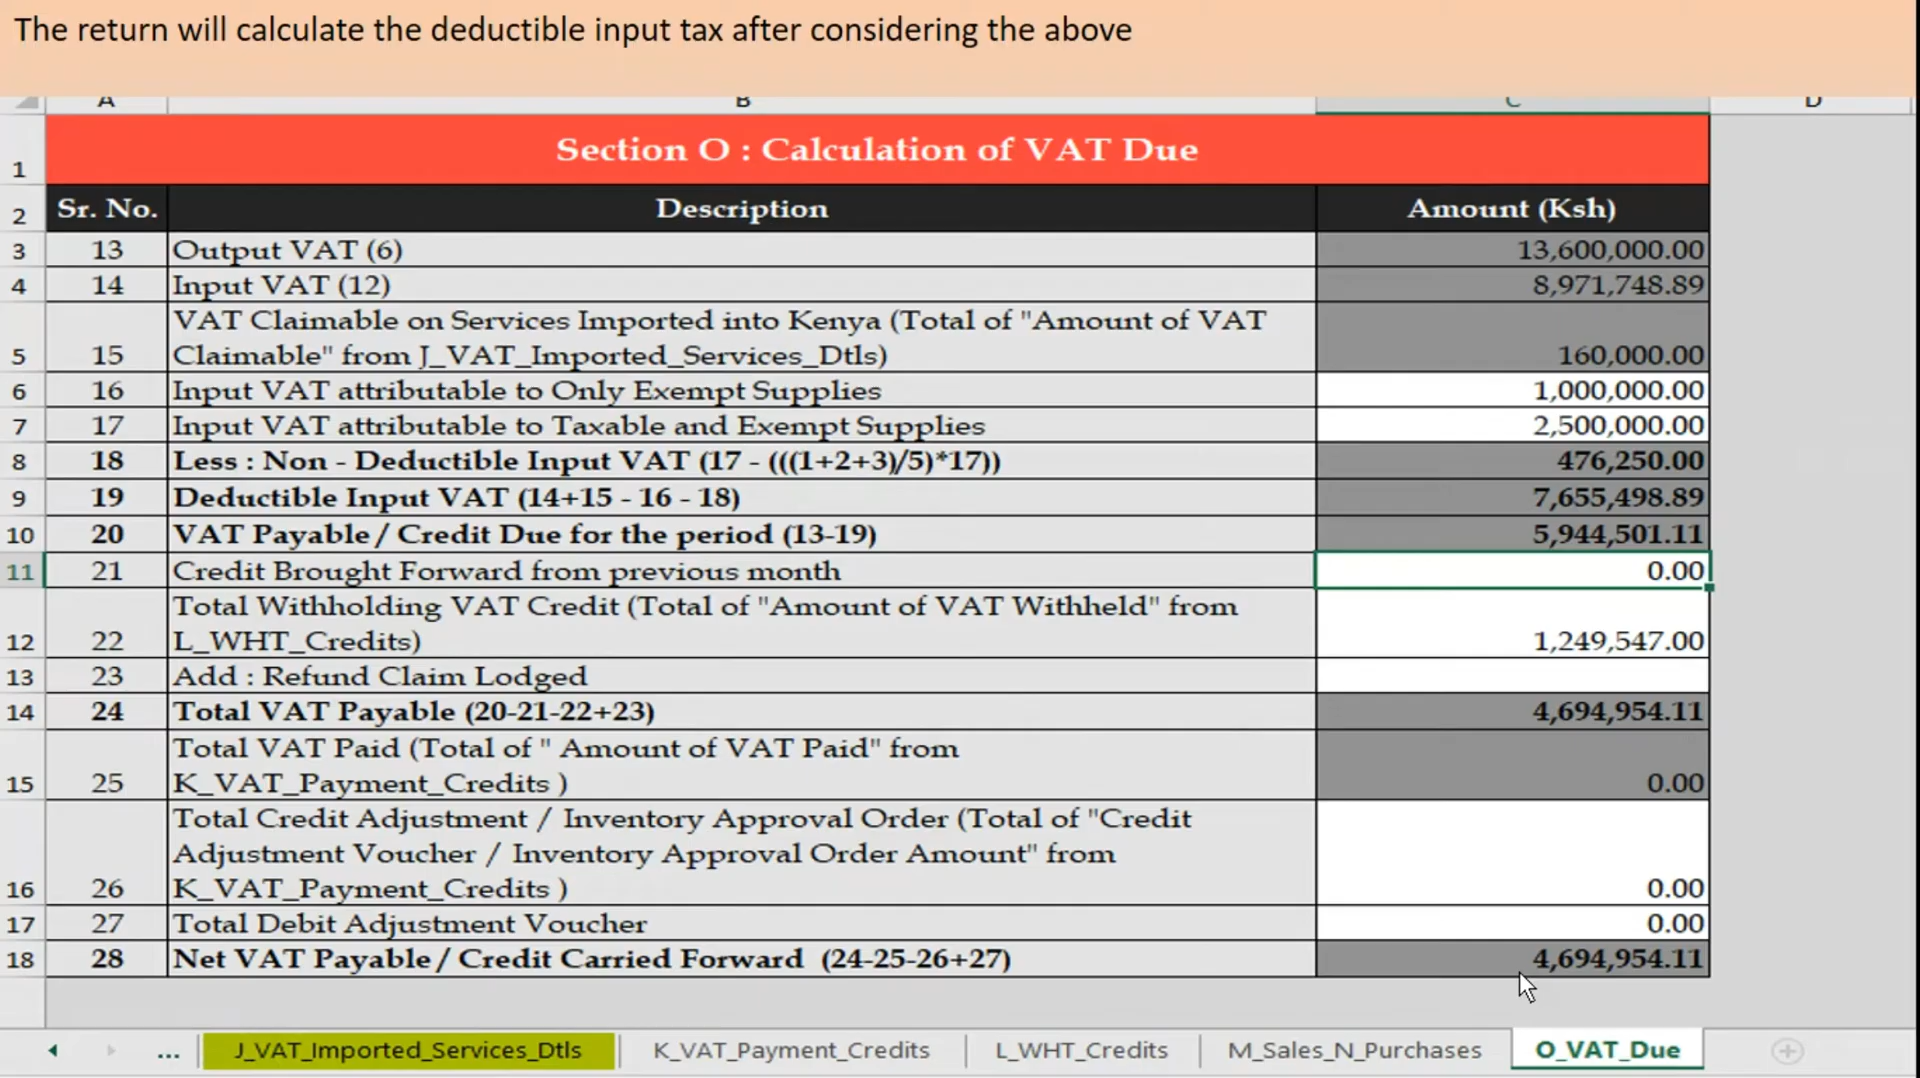 The return will calculate the deductible input tax after considering the above
A B C D
1 Section O : Calculation of VAT Due
2 Sr. No. Description Amount (Ksh)
3 13 Output VAT (6) 13,600,000.00
4 14 Input VAT (12) 8,971,748.89
VAT Claimable on Services Imported into Kenya (Total of "Amount of VAT
5 15 Claimable" from J_VAT_Imported_Services_Dtls) 160,000.00
6 16 Input VAT attributable to Only Exempt Supplies 1,000,000.00
7 17 Input VAT attributable to Taxable and Exempt Supplies 2,500,000.00
8 18 Less : Non - Deductible Input VAT (17 - (((1+2+3)/5)*17)) 476,250.00
9 19 Deductible Input VAT (14+15 - 16 - 18) 7,655,498.89
10 20 VAT Payable / Credit Due for the period (13-19) 5,944,501.11
11 21 Credit Brought Forward from previous month 0.00
Total Withholding VAT Credit (Total of "Amount of VAT Withheld" from
12 22 L_WHT_Credits) 1,249,547.00
13 23 Add : Refund Claim Lodged
14 24 Total VAT Payable (20-21-22+23) 4,694,954.11
Total VAT Paid (Total of " Amount of VAT Paid" from
15 25 K_VAT_Payment_Credits ) 0.00
Total Credit Adjustment / Inventory Approval Order (Total of "Credit
Adjustment Voucher / Inventory Approval Order Amount" from
16 26 K_VAT_Payment_Credits ) 0.00
17 27 Total Debit Adjustment Voucher 0.00
18 28 Net VAT Payable / Credit Carried Forward (24-25-26+27) 4,694,954.11
... J_VAT_Imported_Services_Dtls K_VAT_Payment_Credits L_WHT_Credits M_Sales_N_Purchases O_VAT_Due